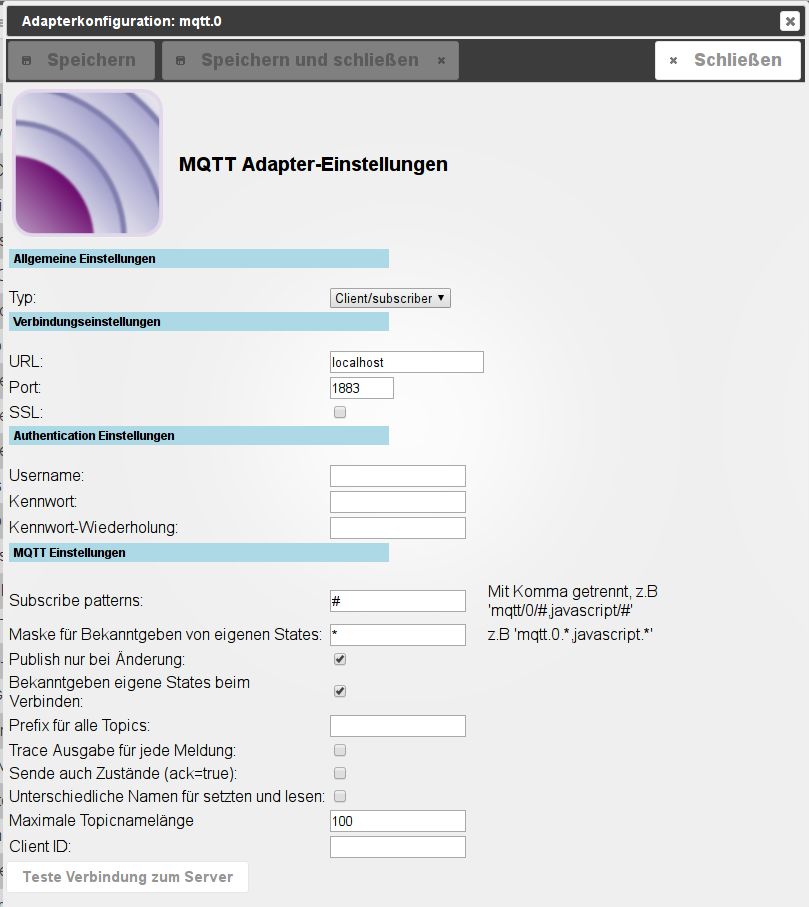 Adapterkonfiguration: mqtt.0
Speichern Speichern und schließen Schließen
MQTT Adapter-Einstellungen
Allgemeine Einstellungen
Typ: Client/subscriber
Verbindungseinstellungen
URL: localhost
Port: 1883
SSL:
Authentication Einstellungen
Username:
Kennwort:
Kennwort-Wiederholung:
MQTT Einstellungen
Subscribe patterns: # Mit Komma getrennt, z.B
'mqtt/0/#,javascript/#'
Maske für Bekanntgeben von eigenen States: * z.B 'mqtt.0.*,javascript.*'
Publish nur bei Änderung:
Bekanntgeben eigene States beim
Verbinden:
Prefix für alle Topics:
Trace Ausgabe für jede Meldung:
Sende auch Zustände (ack=true):
Unterschiedliche Namen für setzten und lesen:
Maximale Topicnamelänge 100
Client ID:
Teste Verbindung zum Server